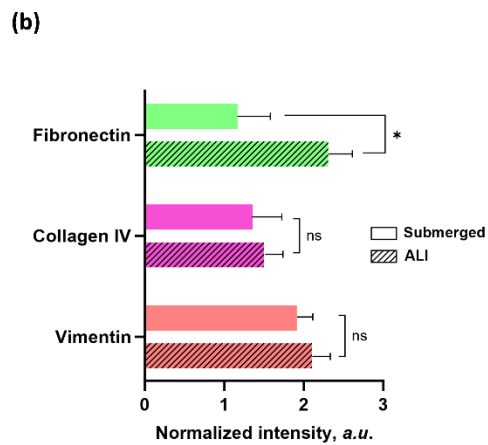 (b)
Fibronectin
*
Collagen IV
ns
Submerged
ALI
Vimentin
ns
0 1 2 3
Normalized intensity, a.u.